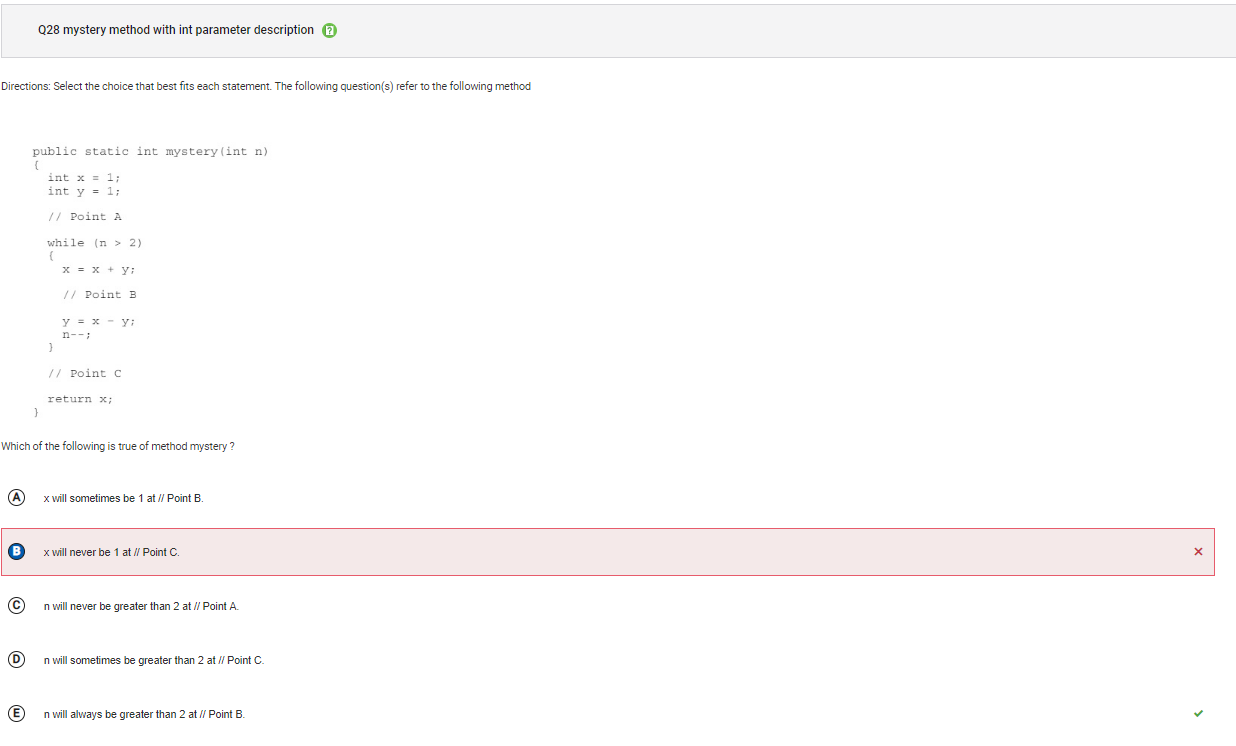 Q28 mystery method with int parameter description
Directions: Select the choice that best fits each statement. The following question(s) refer to the following method
public static int mystery(int n)
{
int x = 1;
int y = 1;
// Point A
while (n > 2)
{
x = x + y;
// Point B
y = x - y;
n--;
}
// Point C
return x;
}
Which of the following is true of method mystery ?
A x will sometimes be 1 at // Point B.
B x will never be 1 at // Point C.
C n will never be greater than 2 at // Point A.
D n will sometimes be greater than 2 at // Point C.
E n will always be greater than 2 at // Point B.